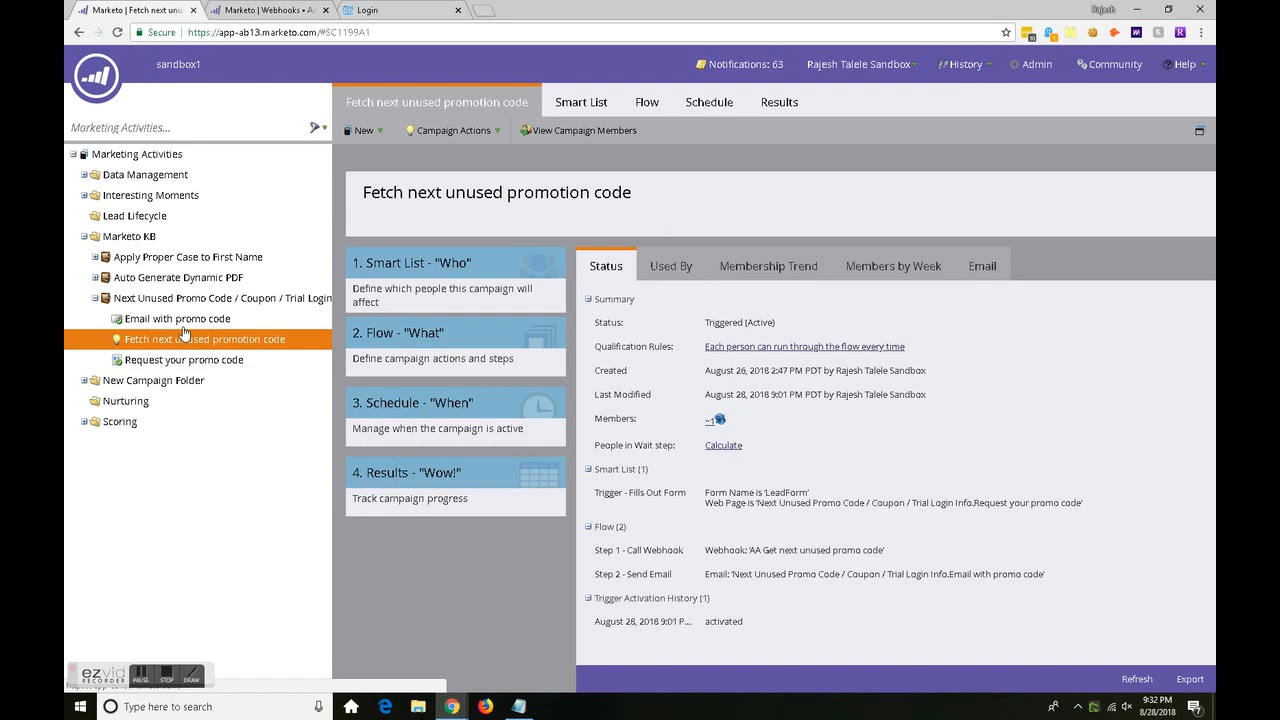 Marketo | Fetch next unu
Marketo | Webhooks • Ad
Login
Rajesh
Secure
https://app-ab13.marketo.com/#SC1199A1
sandbox1
Notifications: 63
Rajesh Talele Sandbox
History
Admin
Community
Help
Marketing Activities...
Fetch next unused promotion code
Smart List
Flow
Schedule
Results
New
Campaign Actions
View Campaign Members
Marketing Activities
Data Management
Interesting Moments
Lead Lifecycle
Marketo KB
Apply Proper Case to First Name
Auto Generate Dynamic PDF
Next Unused Promo Code / Coupon / Trial Login
Email with promo code
Fetch next unused promotion code
Request your promo code
New Campaign Folder
Nurturing
Scoring
Fetch next unused promotion code
1. Smart List - "Who"
Define which people this campaign will
affect
2. Flow - "What"
Define campaign actions and steps
3. Schedule - "When"
Manage when the campaign is active
4. Results - "Wow!"
Track campaign progress
Status
Used By
Membership Trend
Members by Week
Email
Summary
Status: Triggered (Active)
Qualification Rules: Each person can run through the flow every time
Created August 26, 2018 2:47 PM PDT by Rajesh Talele Sandbox
Last Modified August 28, 2018 9:01 PM PDT by Rajesh Talele Sandbox
Members: ~1
People in Wait step: Calculate
Smart List (1)
Trigger - Fills Out Form Form Name is 'LeadForm'
Web Page is 'Next Unused Promo Code / Coupon / Trial Login Info.Request your promo code'
Flow (2)
Step 1 - Call Webhook Webhook: 'AA Get next unused promo code'
Step 2 - Send Email Email: 'Next Unused Promo Code / Coupon / Trial Login Info.Email with promo code'
Trigger Activation History (1)
August 28, 2018 9:01 P... activated
Refresh
Export
ezvid
RECORDER
PAUSE
STOP
DRAW
Type here to search
9:32 PM
8/28/2018